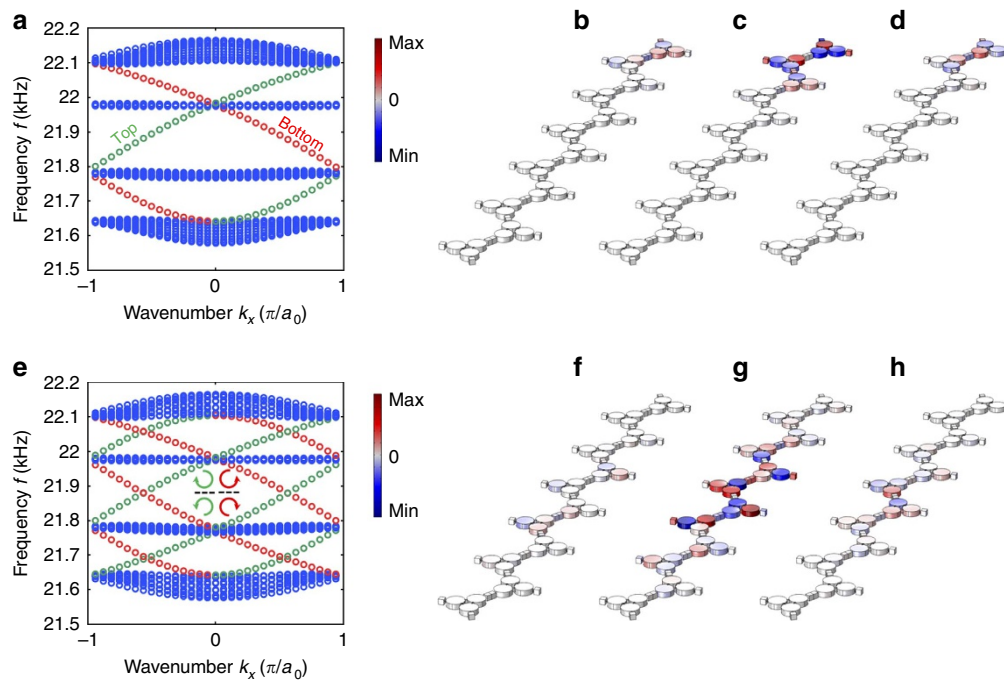 a
22.2
22.1
22
21.9
21.8
21.7
21.6
21.5
Frequency f (kHz)
Top
Bottom
–1
0
1
Wavenumber kx (π/a0)
Max
0
Min
b
c
d
e
22.2
22.1
22
21.9
21.8
21.7
21.6
21.5
Frequency f (kHz)
–1
0
1
Wavenumber kx (π/a0)
Max
0
Min
f
g
h